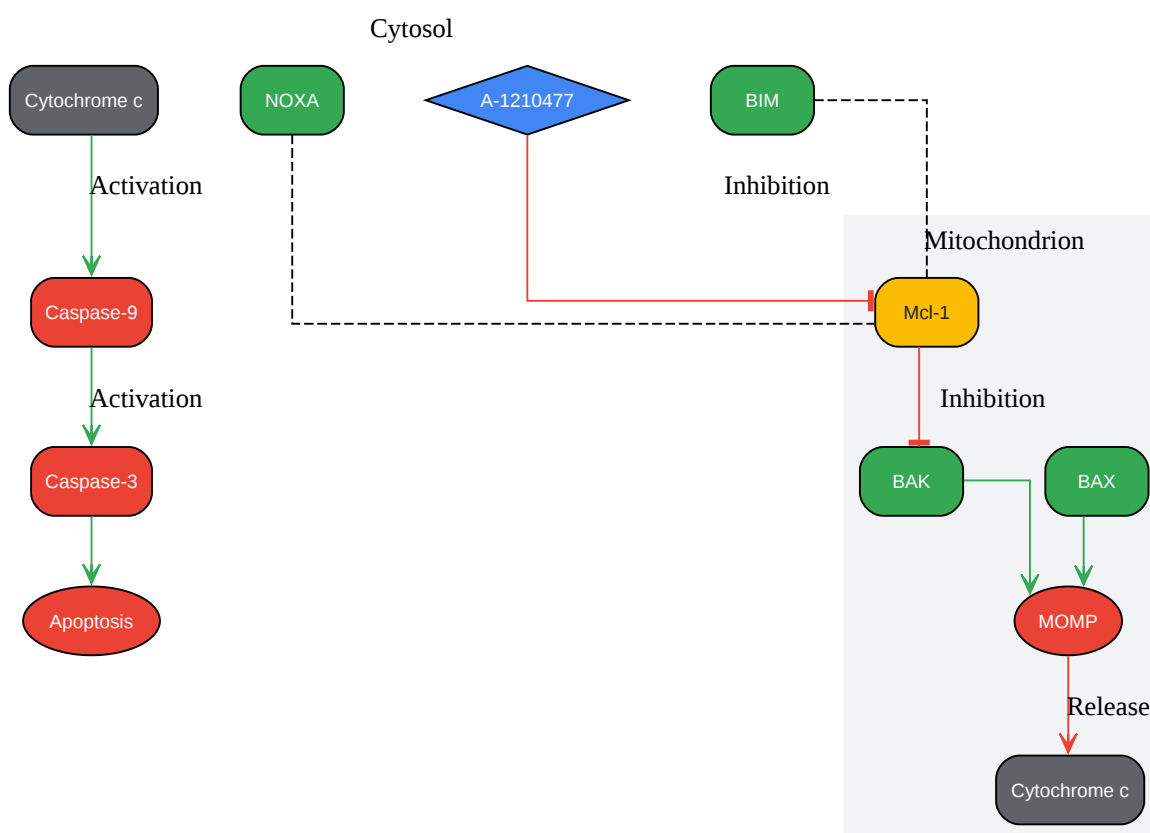 Cytosol
Cytochrome c
NOXA
A-1210477
BIM
Activation
Inhibition
Mitochondrion
Caspase-9
Mcl-1
Activation
Inhibition
Caspase-3
BAK
BAX
Apoptosis
MOMP
Release
Cytochrome c